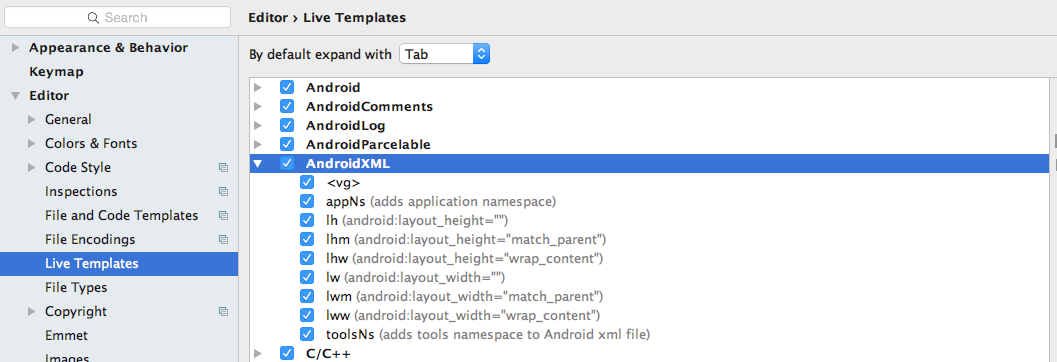 Search
Appearance & Behavior
Keymap
Editor
General
Colors & Fonts
Code Style
Inspections
File and Code Templates
File Encodings
Live Templates
File Types
Copyright
Emmet
Images
Editor › Live Templates
By default expand with Tab
Android
AndroidComments
AndroidLog
AndroidParcelable
AndroidXML
<vg>
appNs (adds application namespace)
lh (android:layout_height="")
lhm (android:layout_height="match_parent")
lhw (android:layout_height="wrap_content")
lw (android:layout_width="")
lwm (android:layout_width="match_parent")
lww (android:layout_width="wrap_content")
toolsNs (adds tools namespace to Android xml file)
C/C++